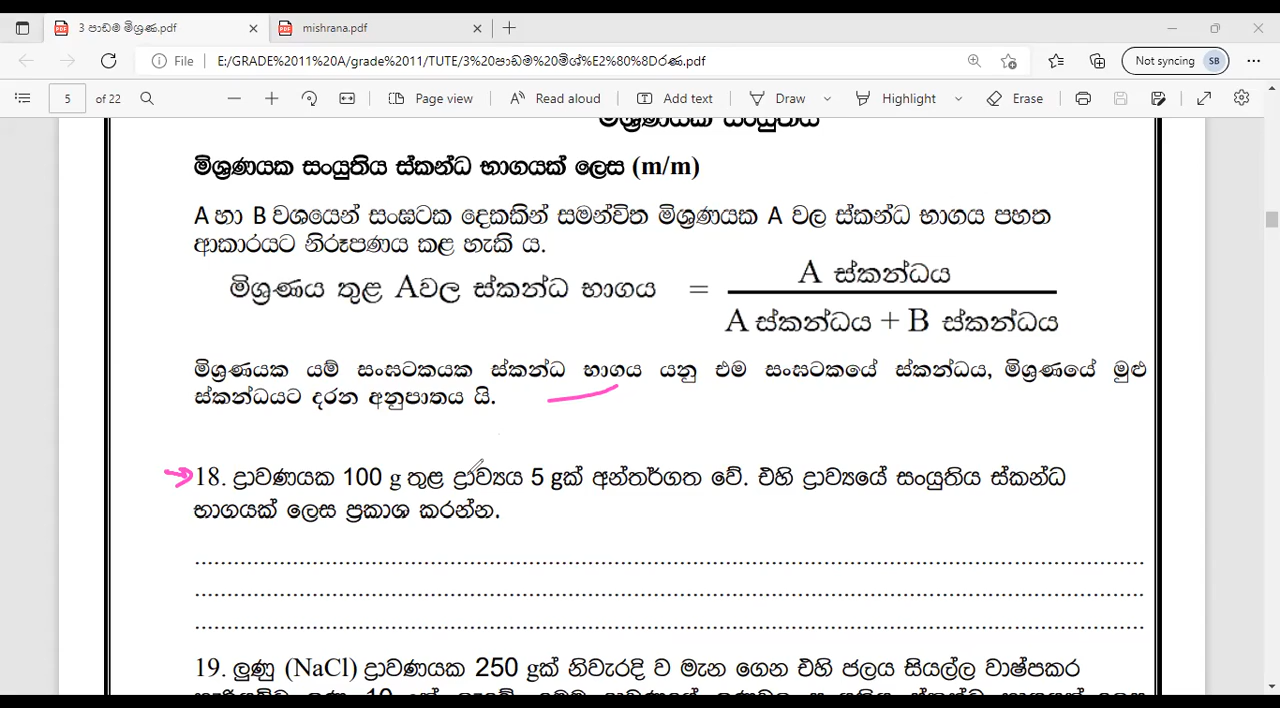 3 පාඩම මිශ්‍රණ.pdf
mishrana.pdf
File
E:/GRADE%2011%20A/grade%2011/TUTE/3%20පාඩම%20මිශ්%E2%80%8Dරණ.pdf
Not syncing
SB
5
of 22
Page view
Read aloud
Add text
Draw
Highlight
Erase
මිශ්‍රණයක සංයුතිය
මිශ්‍රණයක සංයුතිය ස්කන්ධ භාගයක් ලෙස (m/m)
A හා B වශයෙන් සංඝටක දෙකකින් සමන්විත මිශ්‍රණයක A වල ස්කන්ධ භාගය පහත
ආකාරයට නිරූපණය කළ හැකි ය.
මිශ්‍රණය තුළ Aවල ස්කන්ධ භාගය =
A ස්කන්ධය
A ස්කන්ධය + B ස්කන්ධය
මිශ්‍රණයක යම් සංඝටකයක ස්කන්ධ භාගය යනු එම සංඝටකයේ ස්කන්ධය, මිශ්‍රණයේ මුළු
ස්කන්ධයට දරන අනුපාතය යි.
18. ද්‍රාවණයක 100 g තුළ ද්‍රාව්‍යය 5 gක් අන්තර්ගත වේ. එහි ද්‍රාව්‍යයේ සංයුතිය ස්කන්ධ
භාගයක් ලෙස ප්‍රකාශ කරන්න.
19. ලුණු (NaCl) ද්‍රාවණයක 250 gක් නිවැරදි ව මැන ගෙන එහි ජලය සියල්ල වාෂ්පකර